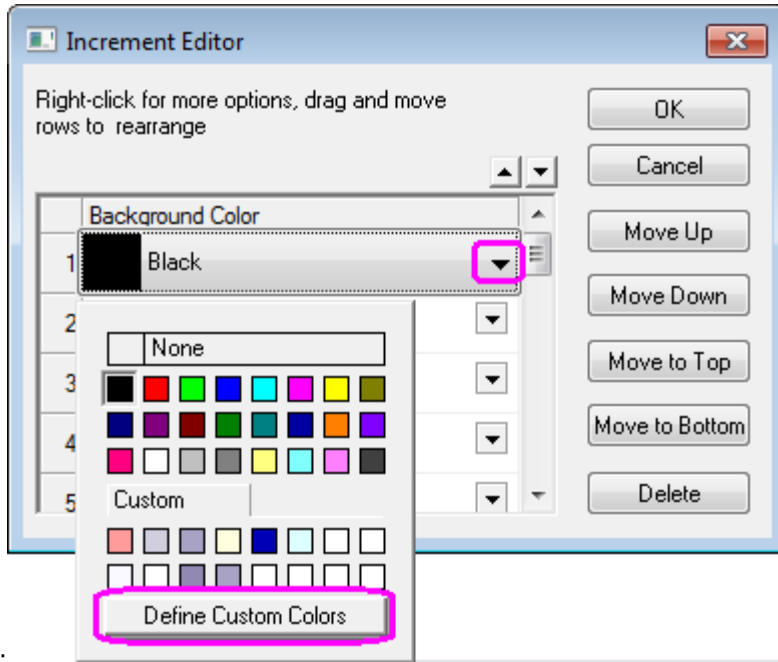 Increment Editor
Right-click for more options, drag and move
rows to rearrange
OK
Cancel
Move Up
Move Down
Move to Top
Move to Bottom
Delete
Background Color
1 Black
2
None
3
4
5 Custom
Define Custom Colors
.